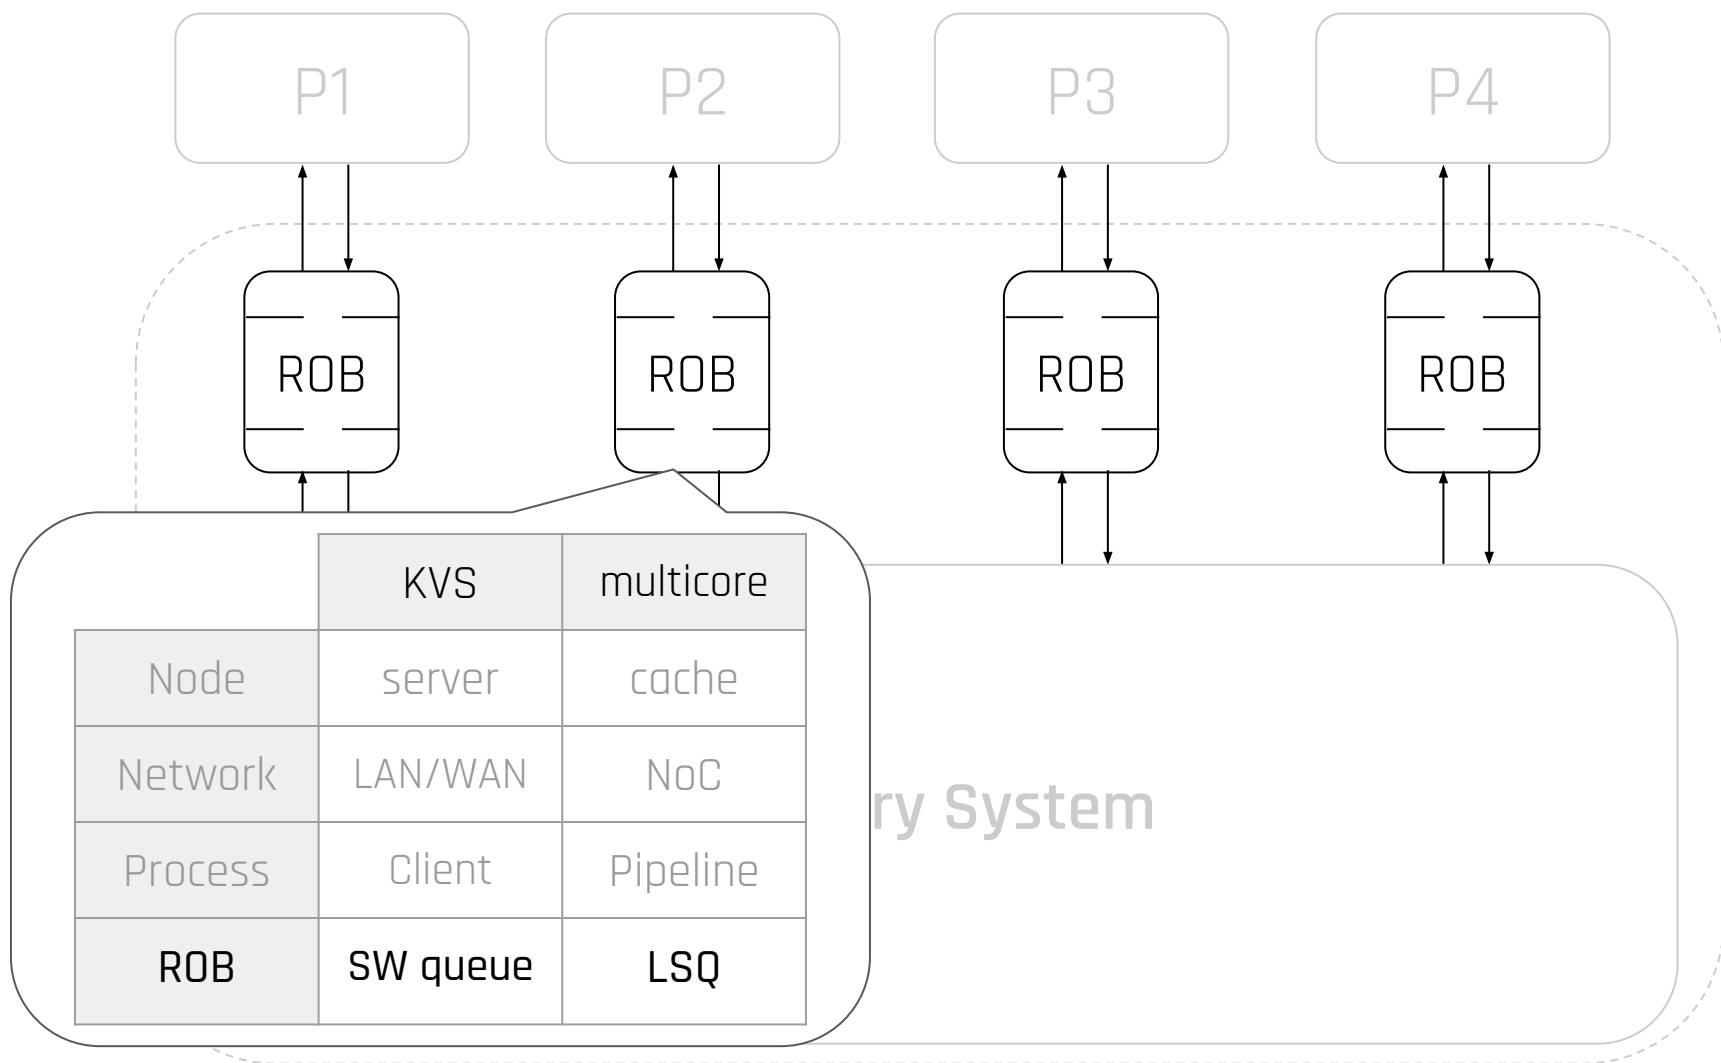 P1 P2 P3 P4
ROB ROB ROB ROB
KVS multicore
Node server cache
Network LAN/WAN NoC
Process Client Pipeline
ROB SW queue LSQ
ry System